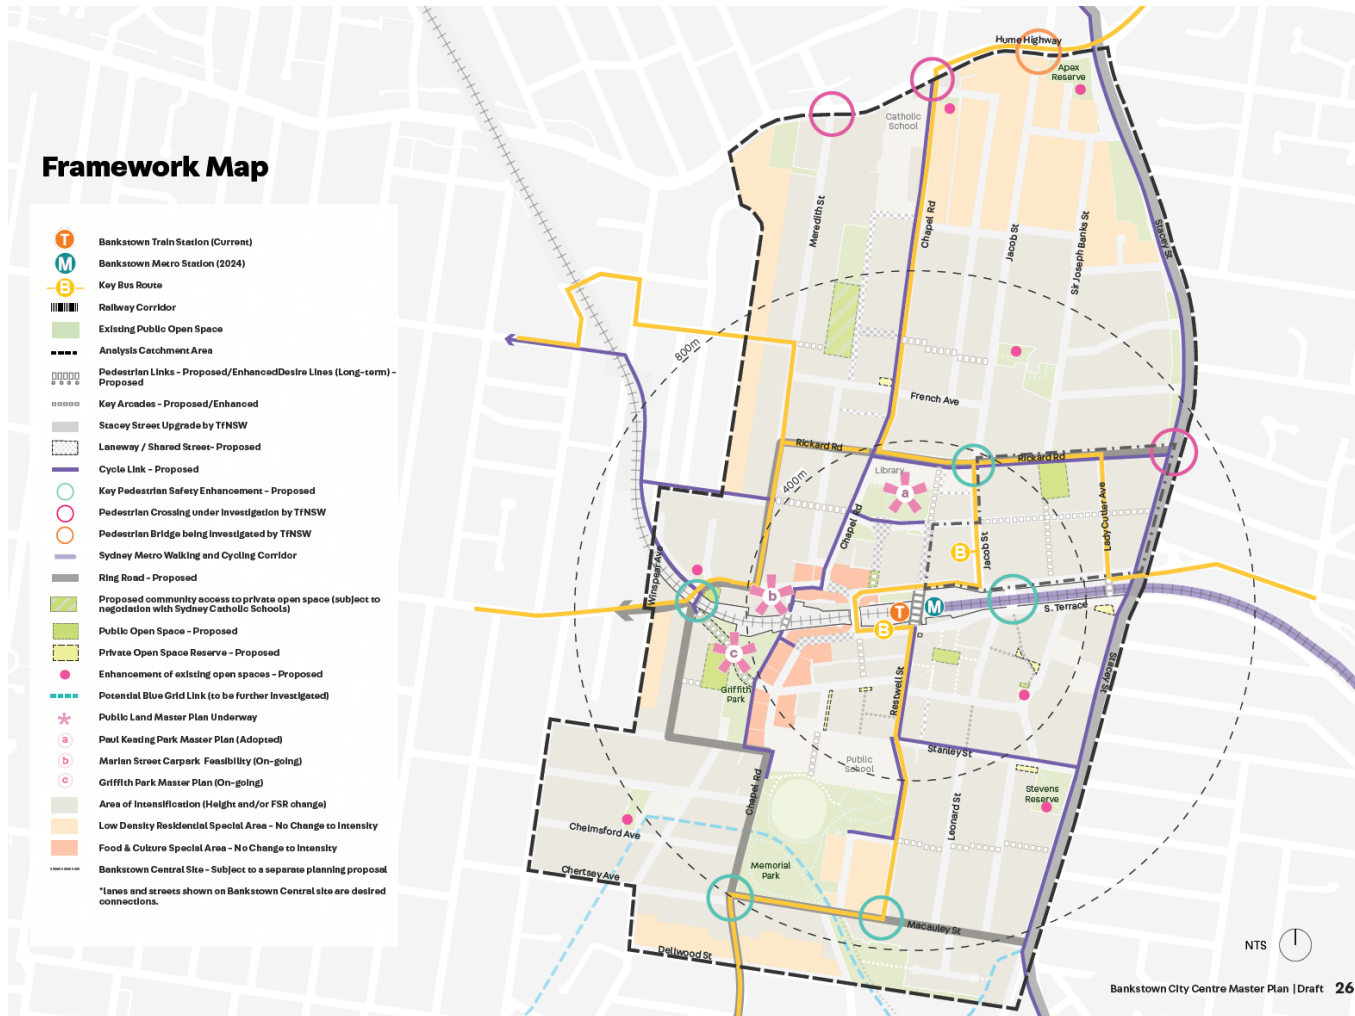 Framework Map
T Bankstown Train Station (Current)
M Bankstown Metro Station (2024)
B Key Bus Route
Railway Corridor
Existing Public Open Space
Analysis Catchment Area
Pedestrian Links - Proposed/EnhancedDesire Lines (Long-term) -
Proposed
Key Arcades - Proposed/Enhanced
Stacey Street Upgrade by TfNSW
Laneway / Shared Street- Proposed
Cycle Link - Proposed
Key Pedestrian Safety Enhancement - Proposed
Pedestrian Crossing under investigation by TfNSW
Pedestrian Bridge being investigated by TfNSW
Sydney Metro Walking and Cycling Corridor
Ring Road - Proposed
Proposed community access to private open space (subject to
negotiation with Sydney Catholic Schools)
Public Open Space - Proposed
Private Open Space Reserve - Proposed
Enhancement of existing open spaces - Proposed
Potential Blue Grid Link (to be further investigated)
Public Land Master Plan Underway
a Paul Keating Park Master Plan (Adopted)
b Marian Street Carpark Feasibility (On-going)
c Griffith Park Master Plan (On-going)
Area of Intensification (Height and/or FSR change)
Low Density Residential Special Area - No Change to Intensity
Food & Culture Special Area - No Change to Intensity
Bankstown Central Site - Subject to a separate planning proposal
*lanes and streets shown on Bankstown Central site are desired
connections.
Hume Highway
Apex
Reserve
Catholic
School
Meredith St
Chapel Rd
Jacob St
Sir Joseph Banks St
Stacey St
800m
French Ave
Rickard Rd
Rickard Rd
Library
400m
a
Chapel Rd
Jacob St
Lady Cutler Ave
B
Winspear Ave
b
T
M
S. Terrace
B
c
Griffith
Park
Restwell St
Stacey St
Stanley St
Public
School
Chapel Rd
Stevens
Reserve
Leonard St
Chelmsford Ave
Memorial
Park
Chertsey Ave
Macauley St
Dellwood St
NTS
Bankstown City Centre Master Plan | Draft 26